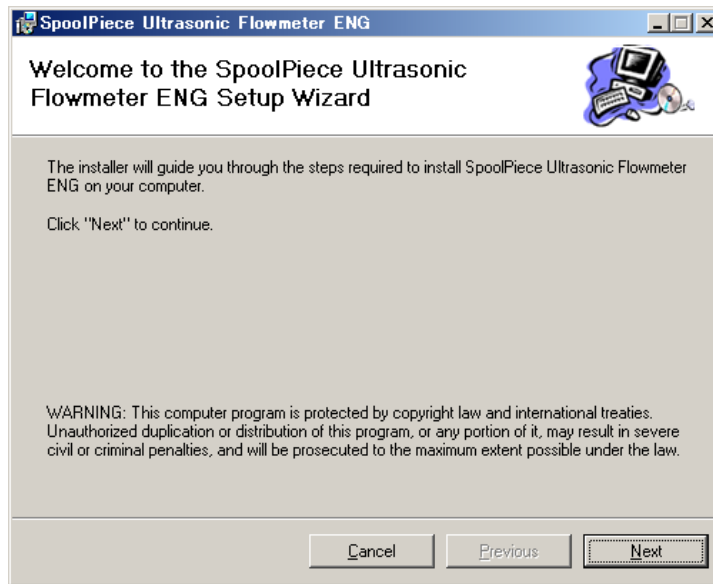 SpoolPiece Ultrasonic Flowmeter ENG
Welcome to the SpoolPiece Ultrasonic
Flowmeter ENG Setup Wizard
The installer will guide you through the steps required to install SpoolPiece Ultrasonic Flowmeter
ENG on your computer.
Click "Next" to continue.
WARNING: This computer program is protected by copyright law and international treaties.
Unauthorized duplication or distribution of this program, or any portion of it, may result in severe
civil or criminal penalties, and will be prosecuted to the maximum extent possible under the law.
Cancel Previous Next